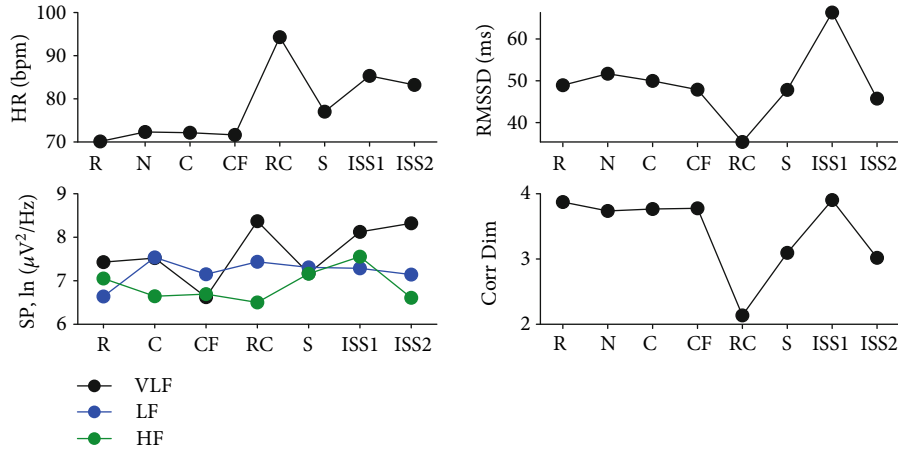 HR (bpm)
100
90
80
70
R N C CF RC S ISS1 ISS2
RMSSD (ms)
60
50
40
R N C CF RC S ISS1 ISS2
SP, ln (μV²/Hz)
9
8
7
6
R C CF RC S ISS1 ISS2
Corr Dim
4
3
2
R N C CF RC S ISS1 ISS2
VLF
LF
HF